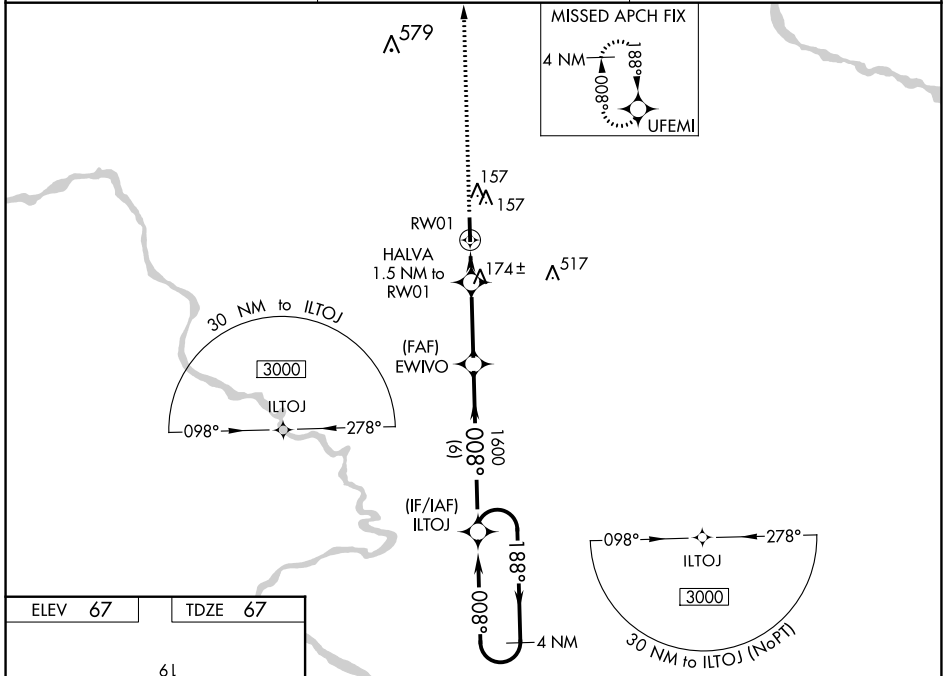 MISSED APCH FIX
4 NM
188°
008°
UFEMI
579
157
157
RW01
HALVA
1.5 NM to
RW01
174±
517
30 NM to ILTOJ
3000
ILTOJ
098°
278°
(FAF)
EWIVO
1600
008°
(6)
(IF/IAF)
ILTOJ
188°
008°
4 NM
098°
278°
ILTOJ
3000
30 NM to ILTOJ (NoPT)
ELEV 67
TDZE 67